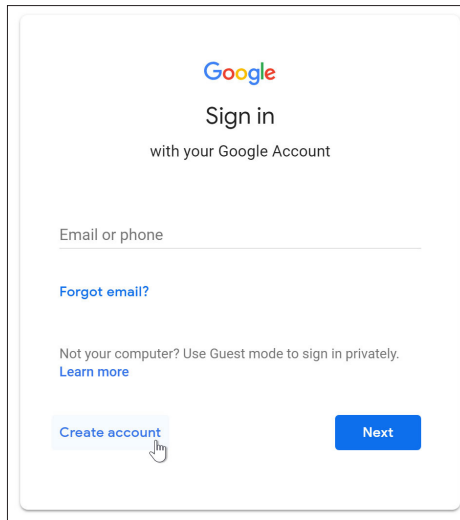 Google
Sign in
with your Google Account
Email or phone
Forgot email?
Not your computer? Use Guest mode to sign in privately.
Learn more
Create account
Next